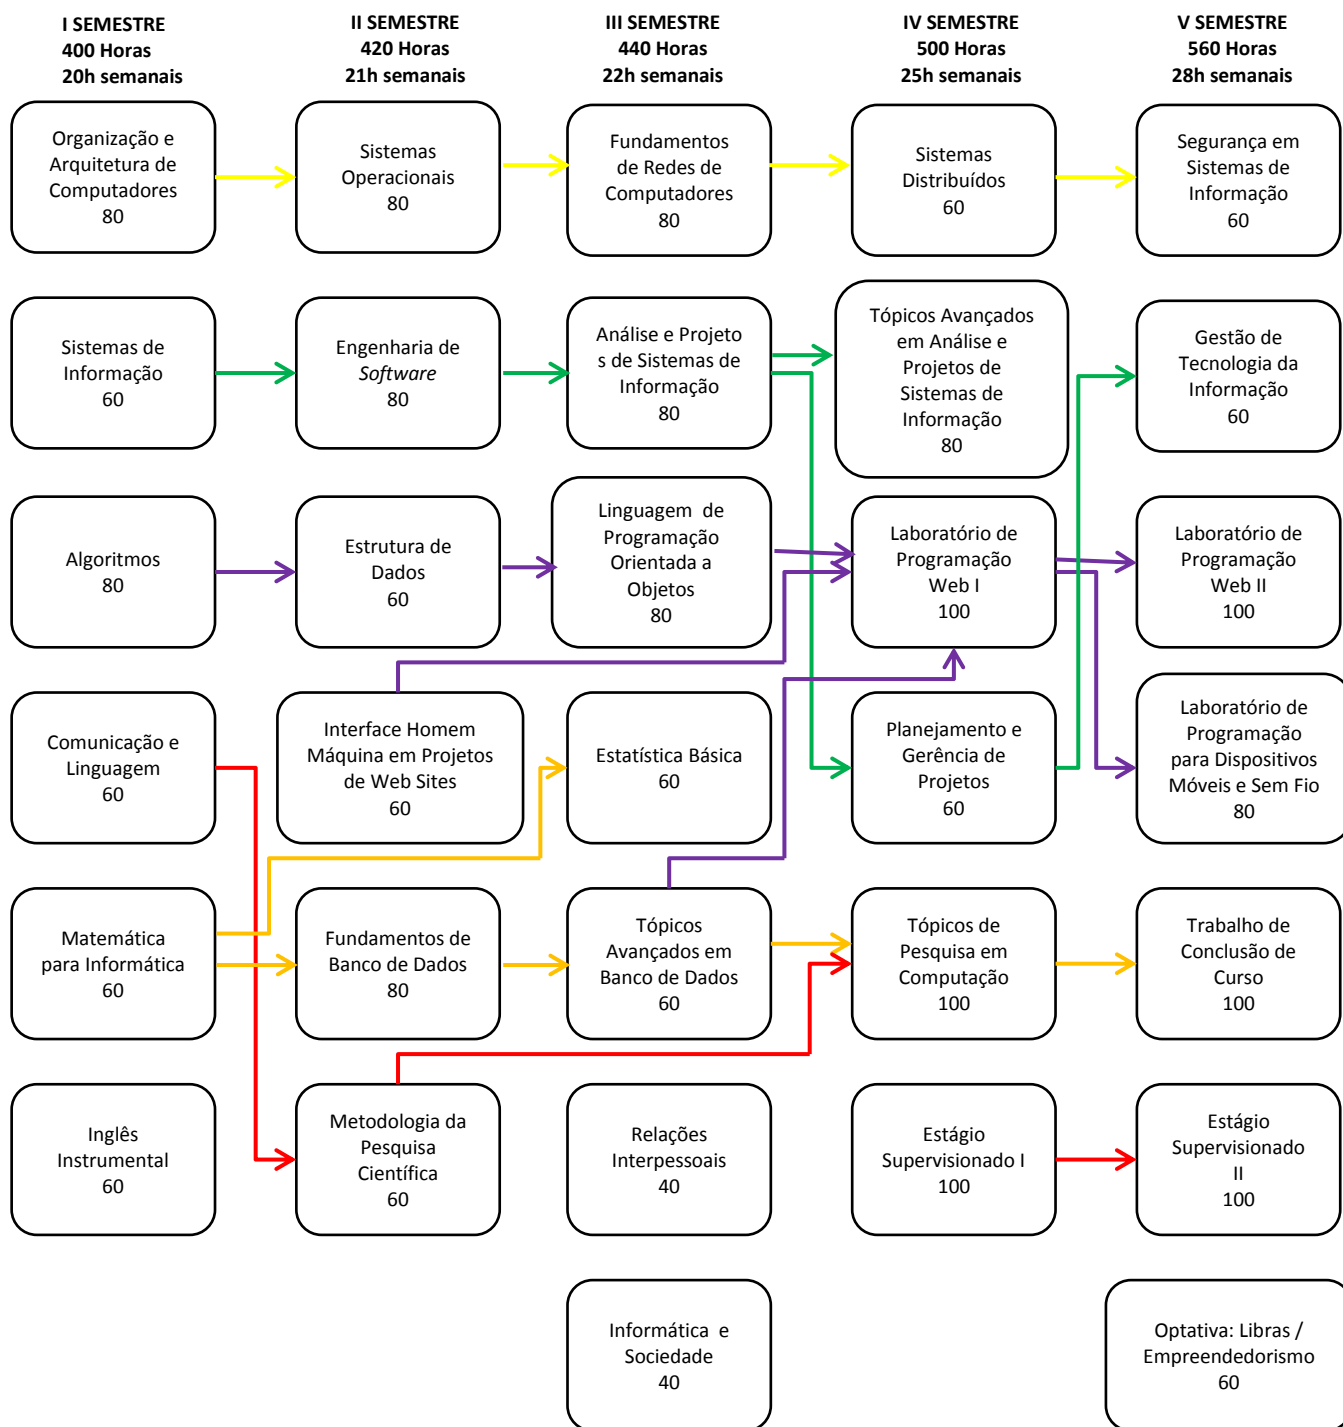 I SEMESTRE
400 Horas
20h semanais
II SEMESTRE
420 Horas
21h semanais
III SEMESTRE
440 Horas
22h semanais
IV SEMESTRE
500 Horas
25h semanais
V SEMESTRE
560 Horas
28h semanais
Organização e
Arquitetura de
Computadores
80
Sistemas
Operacionais
80
Fundamentos
de Redes de
Computadores
80
Sistemas
Distribuídos
60
Segurança em
Sistemas de
Informação
60
Sistemas de
Informação
60
Engenharia de
Software
80
Análise e Projeto
s de Sistemas de
Informação
80
Tópicos Avançados
em Análise e
Projetos de
Sistemas de
Informação
80
Gestão de
Tecnologia da
Informação
60
Algoritmos
80
Estrutura de
Dados
60
Linguagem  de
Programação
Orientada a
Objetos
80
Laboratório de
Programação
Web I
100
Laboratório de
Programação
Web II
100
Comunicação e
Linguagem
60
Interface Homem
Máquina em Projetos
de Web Sites
60
Estatística Básica
60
Planejamento e
Gerência de
Projetos
60
Laboratório de
Programação
para Dispositivos
Móveis e Sem Fio
80
Matemática
para Informática
60
Fundamentos de
Banco de Dados
80
Tópicos
Avançados em
Banco de Dados
60
Tópicos de
Pesquisa em
Computação
100
Trabalho de
Conclusão de
Curso
100
Inglês
Instrumental
60
Metodologia da
Pesquisa
Científica
60
Relações
Interpessoais
40
Estágio
Supervisionado I
100
Estágio
Supervisionado
II
100
Informática  e
Sociedade
40
Optativa: Libras /
Empreendedorismo
60